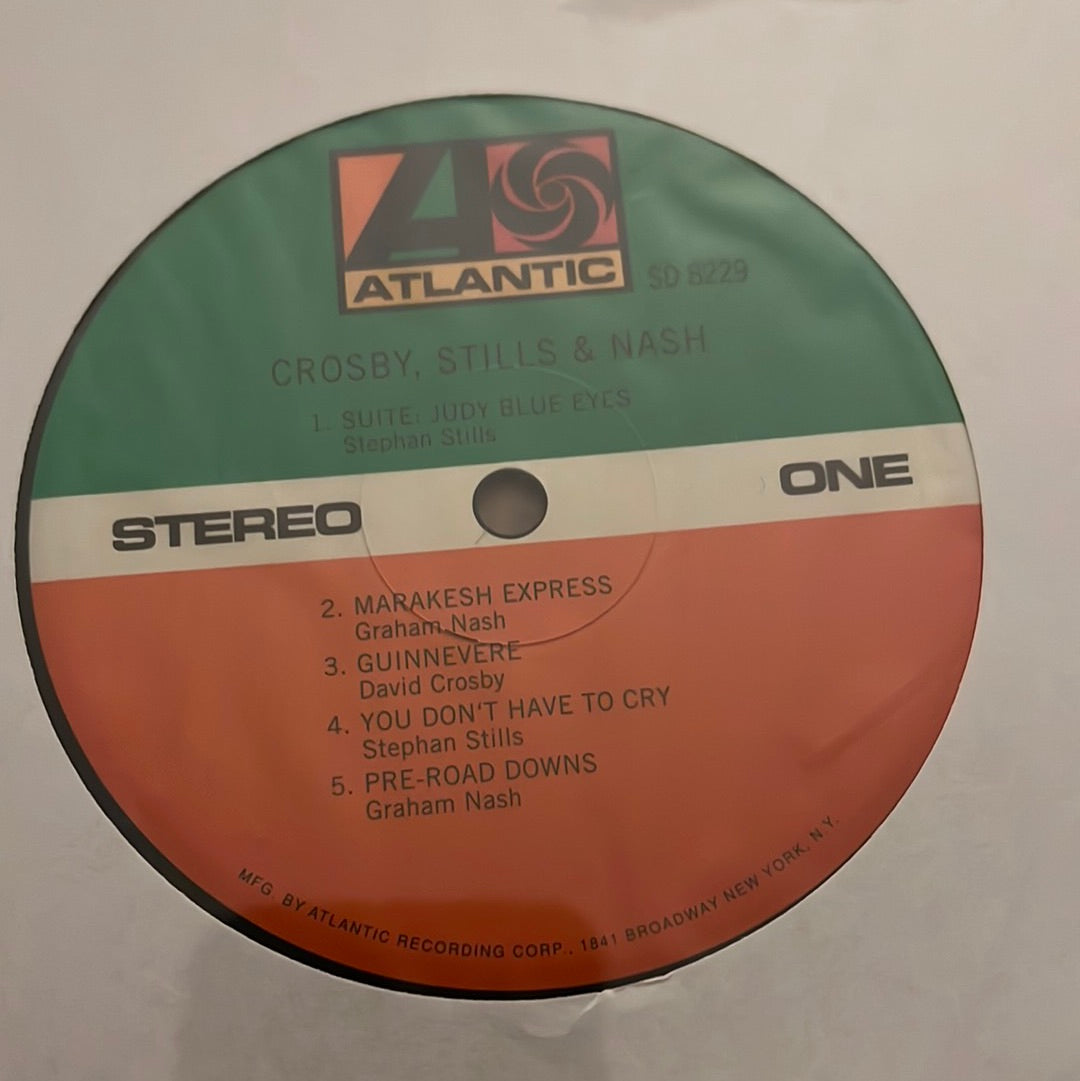 ATLANTIC
SD 8229
CROSBY, STILLS & NASH
1. SUITE: JUDY BLUE EYES
Stephan Stills
STEREO
ONE
2. MARAKESH EXPRESS
Graham Nash
3. GUINNEVERE
David Crosby
4. YOU DON'T HAVE TO CRY
Stephan Stills
5. PRE-ROAD DOWNS
Graham Nash
MFG. BY ATLANTIC RECORDING CORP., 1841 BROADWAY NEW YORK, N.Y.